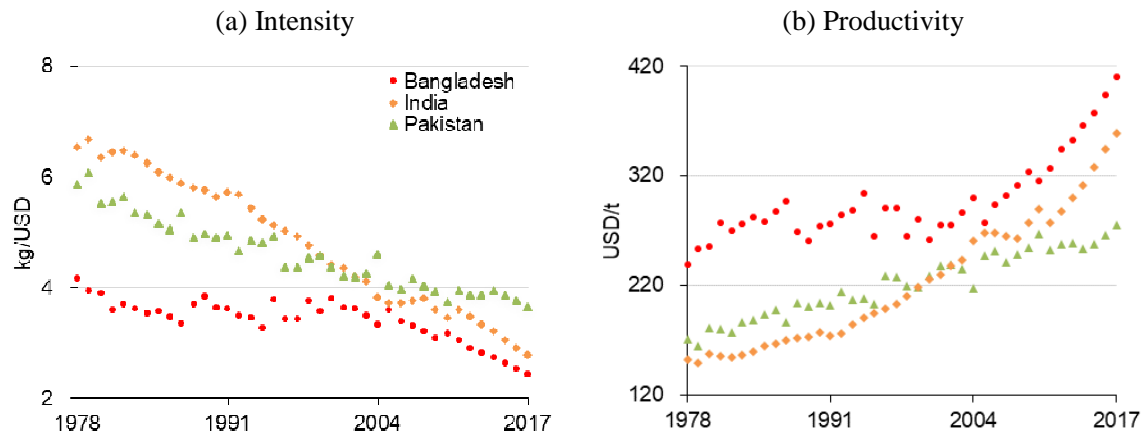 (a) Intensity
8
6
4
2
kg/USD
1978
1991
2004
2017
Bangladesh
India
Pakistan
(b) Productivity
420
320
220
120
USD/t
1978
1991
2004
2017